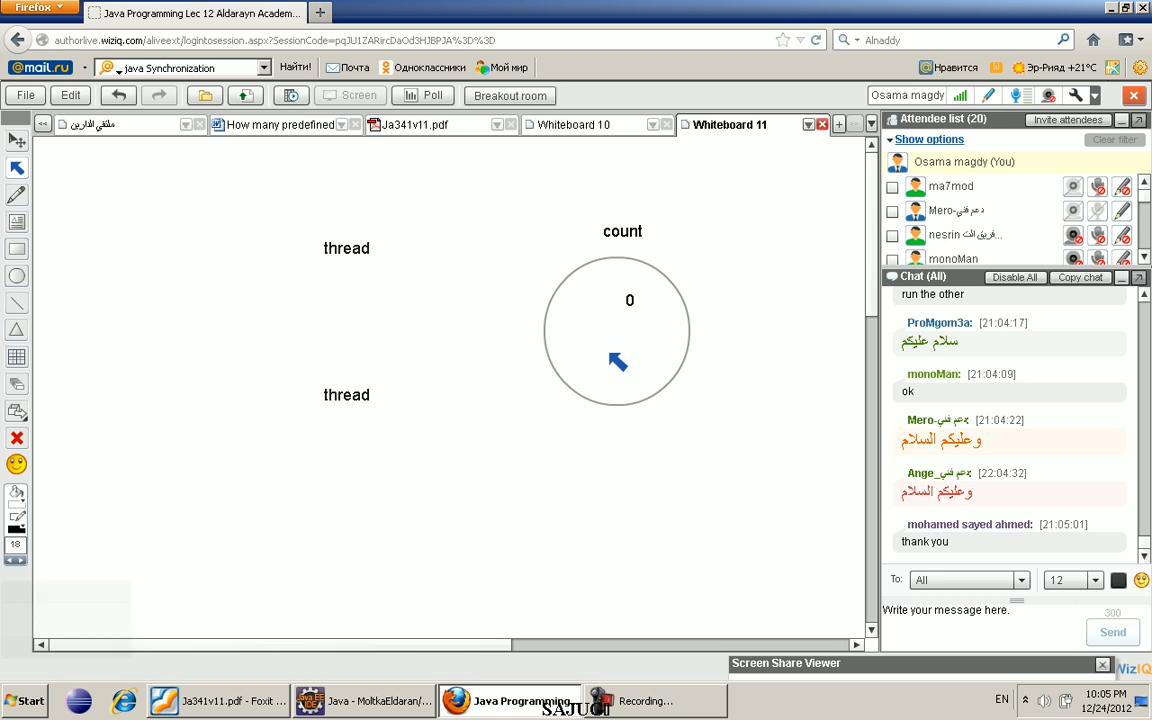 Firefox
Java Programming Lec 12 Aldarayn Academ...
authorlive.wiziq.com/aliveext/logintosession.aspx?SessionCode=pqJU1ZARircDaOd3HJBPJA%3D%3D
Alnaddy
@mail.ru
java Synchronization
Найти!
Почта
Одноклассники
Мой мир
Нравится
Эр-Рияд +21°C
File
Edit
Screen
Poll
Breakout room
Osama magdy
<<
ملتقي الدارين
How many predefined
Ja341v11.pdf
Whiteboard 10
Whiteboard 11
thread
thread
count
0
18
Attendee list (20)
Invite attendees
Show options
Clear filter
Osama magdy (You)
ma7mod
Mero-دعم فني
nesrin فريق الت...
monoMan
Chat (All)
Disable All
Copy chat
run the other
ProMgom3a: [21:04:17]
سلام عليكم
monoMan: [21:04:09]
ok
Mero-دعم فني: [21:04:22]
وعليكم السلام
Ange_دعم فني: [22:04:32]
وعليكم السلام
mohamed sayed ahmed: [21:05:01]
thank you
To:
All
12
Write your message here.
300
Send
Screen Share Viewer
WizIQ
Start
Ja341v11.pdf - Foxit ...
Java - MoltkaEldaran/...
Java Programming...
Recording...
EN
10:05 PM
12/24/2012